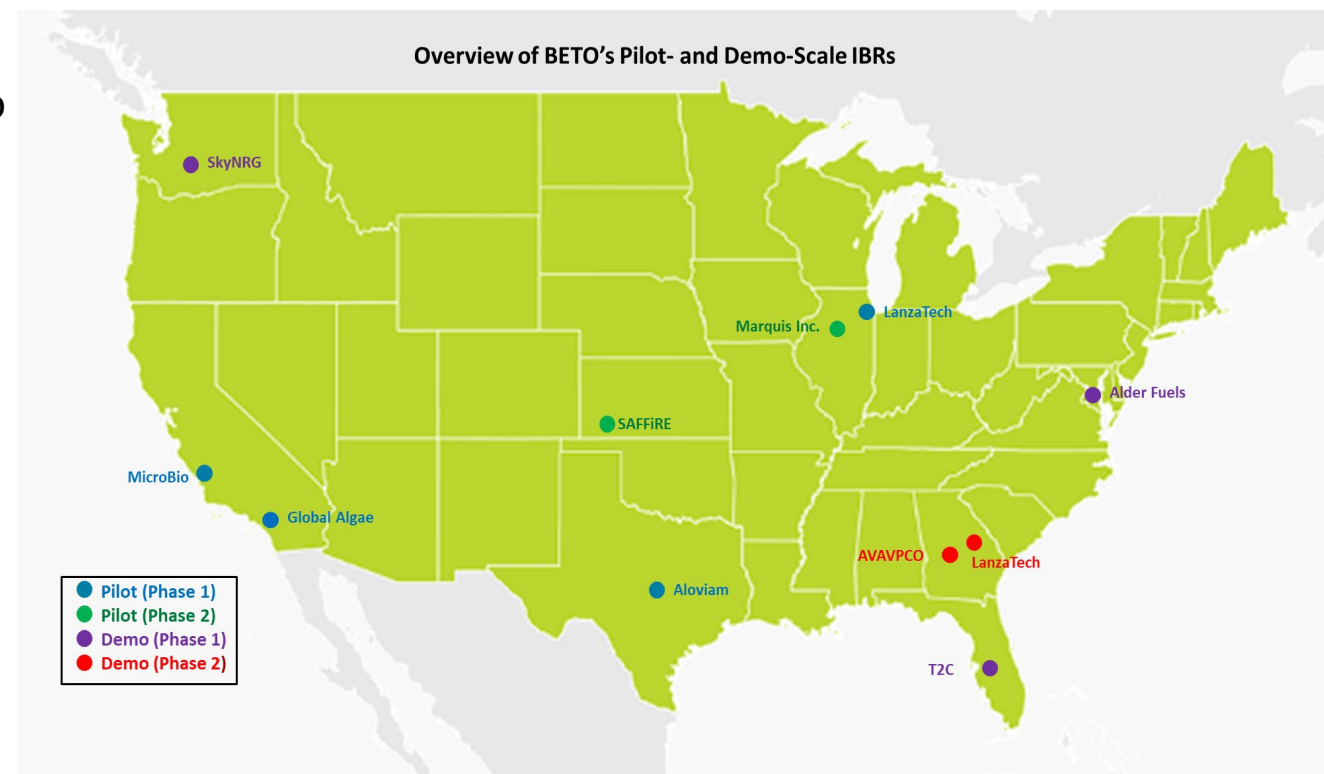 Overview of BETO's Pilot- and Demo-Scale IBRs
SkyNRG
LanzaTech
Marquis Inc.
Alder Fuels
SAFFiRE
MicroBio
Global Algae
AVAVPCO
LanzaTech
Aloviam
T2C
Pilot (Phase 1)
Pilot (Phase 2)
Demo (Phase 1)
Demo (Phase 2)